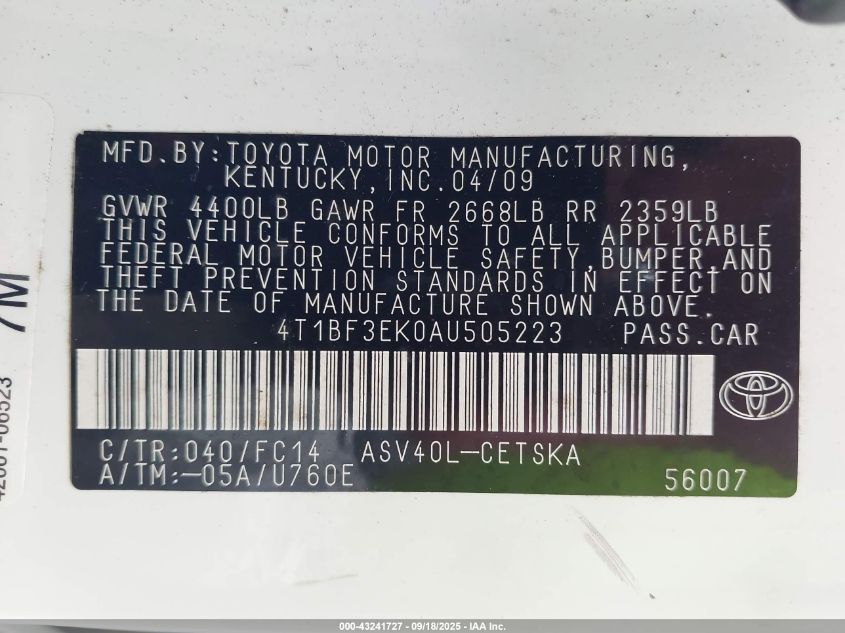 MFD.BY:TOYOTA MOTOR MANUFACTURING,
KENTUCKY,INC.04/09
GVWR 4400LB GAWR FR 2668LB RR 2359LB
THIS VEHICLE CONFORMS TO ALL APPLICABLE
FEDERAL MOTOR VEHICLE SAFETY,BUMPER,AND
THEFT PREVENTION STANDARDS IN EFFECT ON
THE DATE OF MANUFACTURE SHOWN ABOVE.
4T1BF3EK0AU505223 PASS.CAR
C/TR:040/FC14 ASV40L-CETSKA
A/TM:-05A/U760E
56007
7M
000-43241727 - 09/18/2025 - IAA Inc.